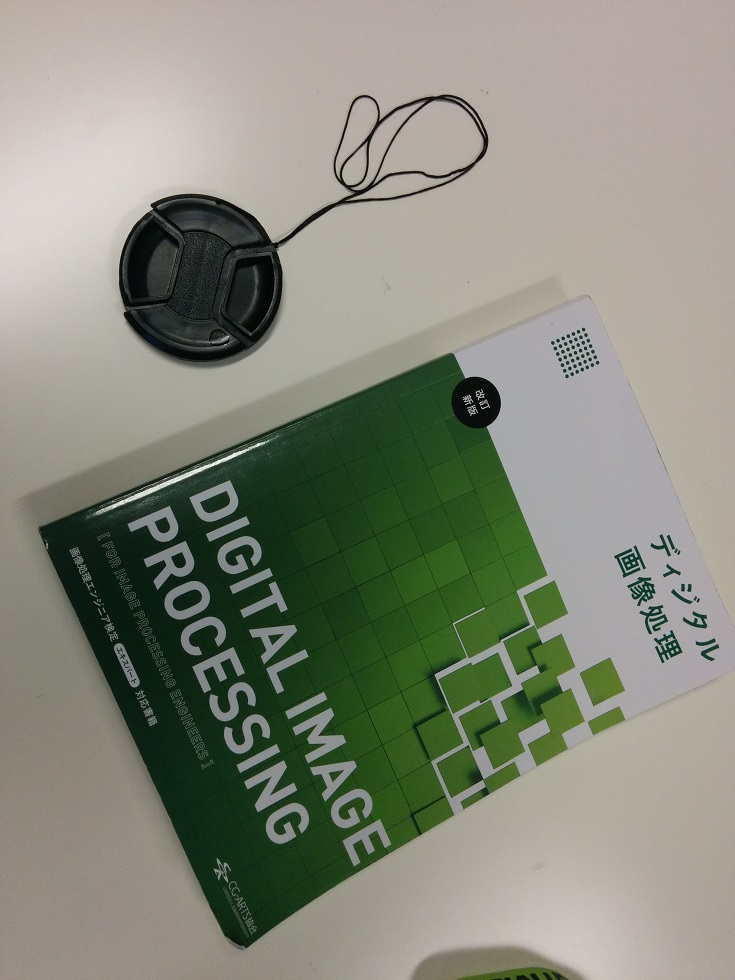 改訂
新版
ディジタル
画像処理
DIGITAL IMAGE
PROCESSING
[ FOR IMAGE PROCESSING ENGINEERS ]
画像処理エンジニア検定 エキスパート 対応書籍
CG-ARTS協会